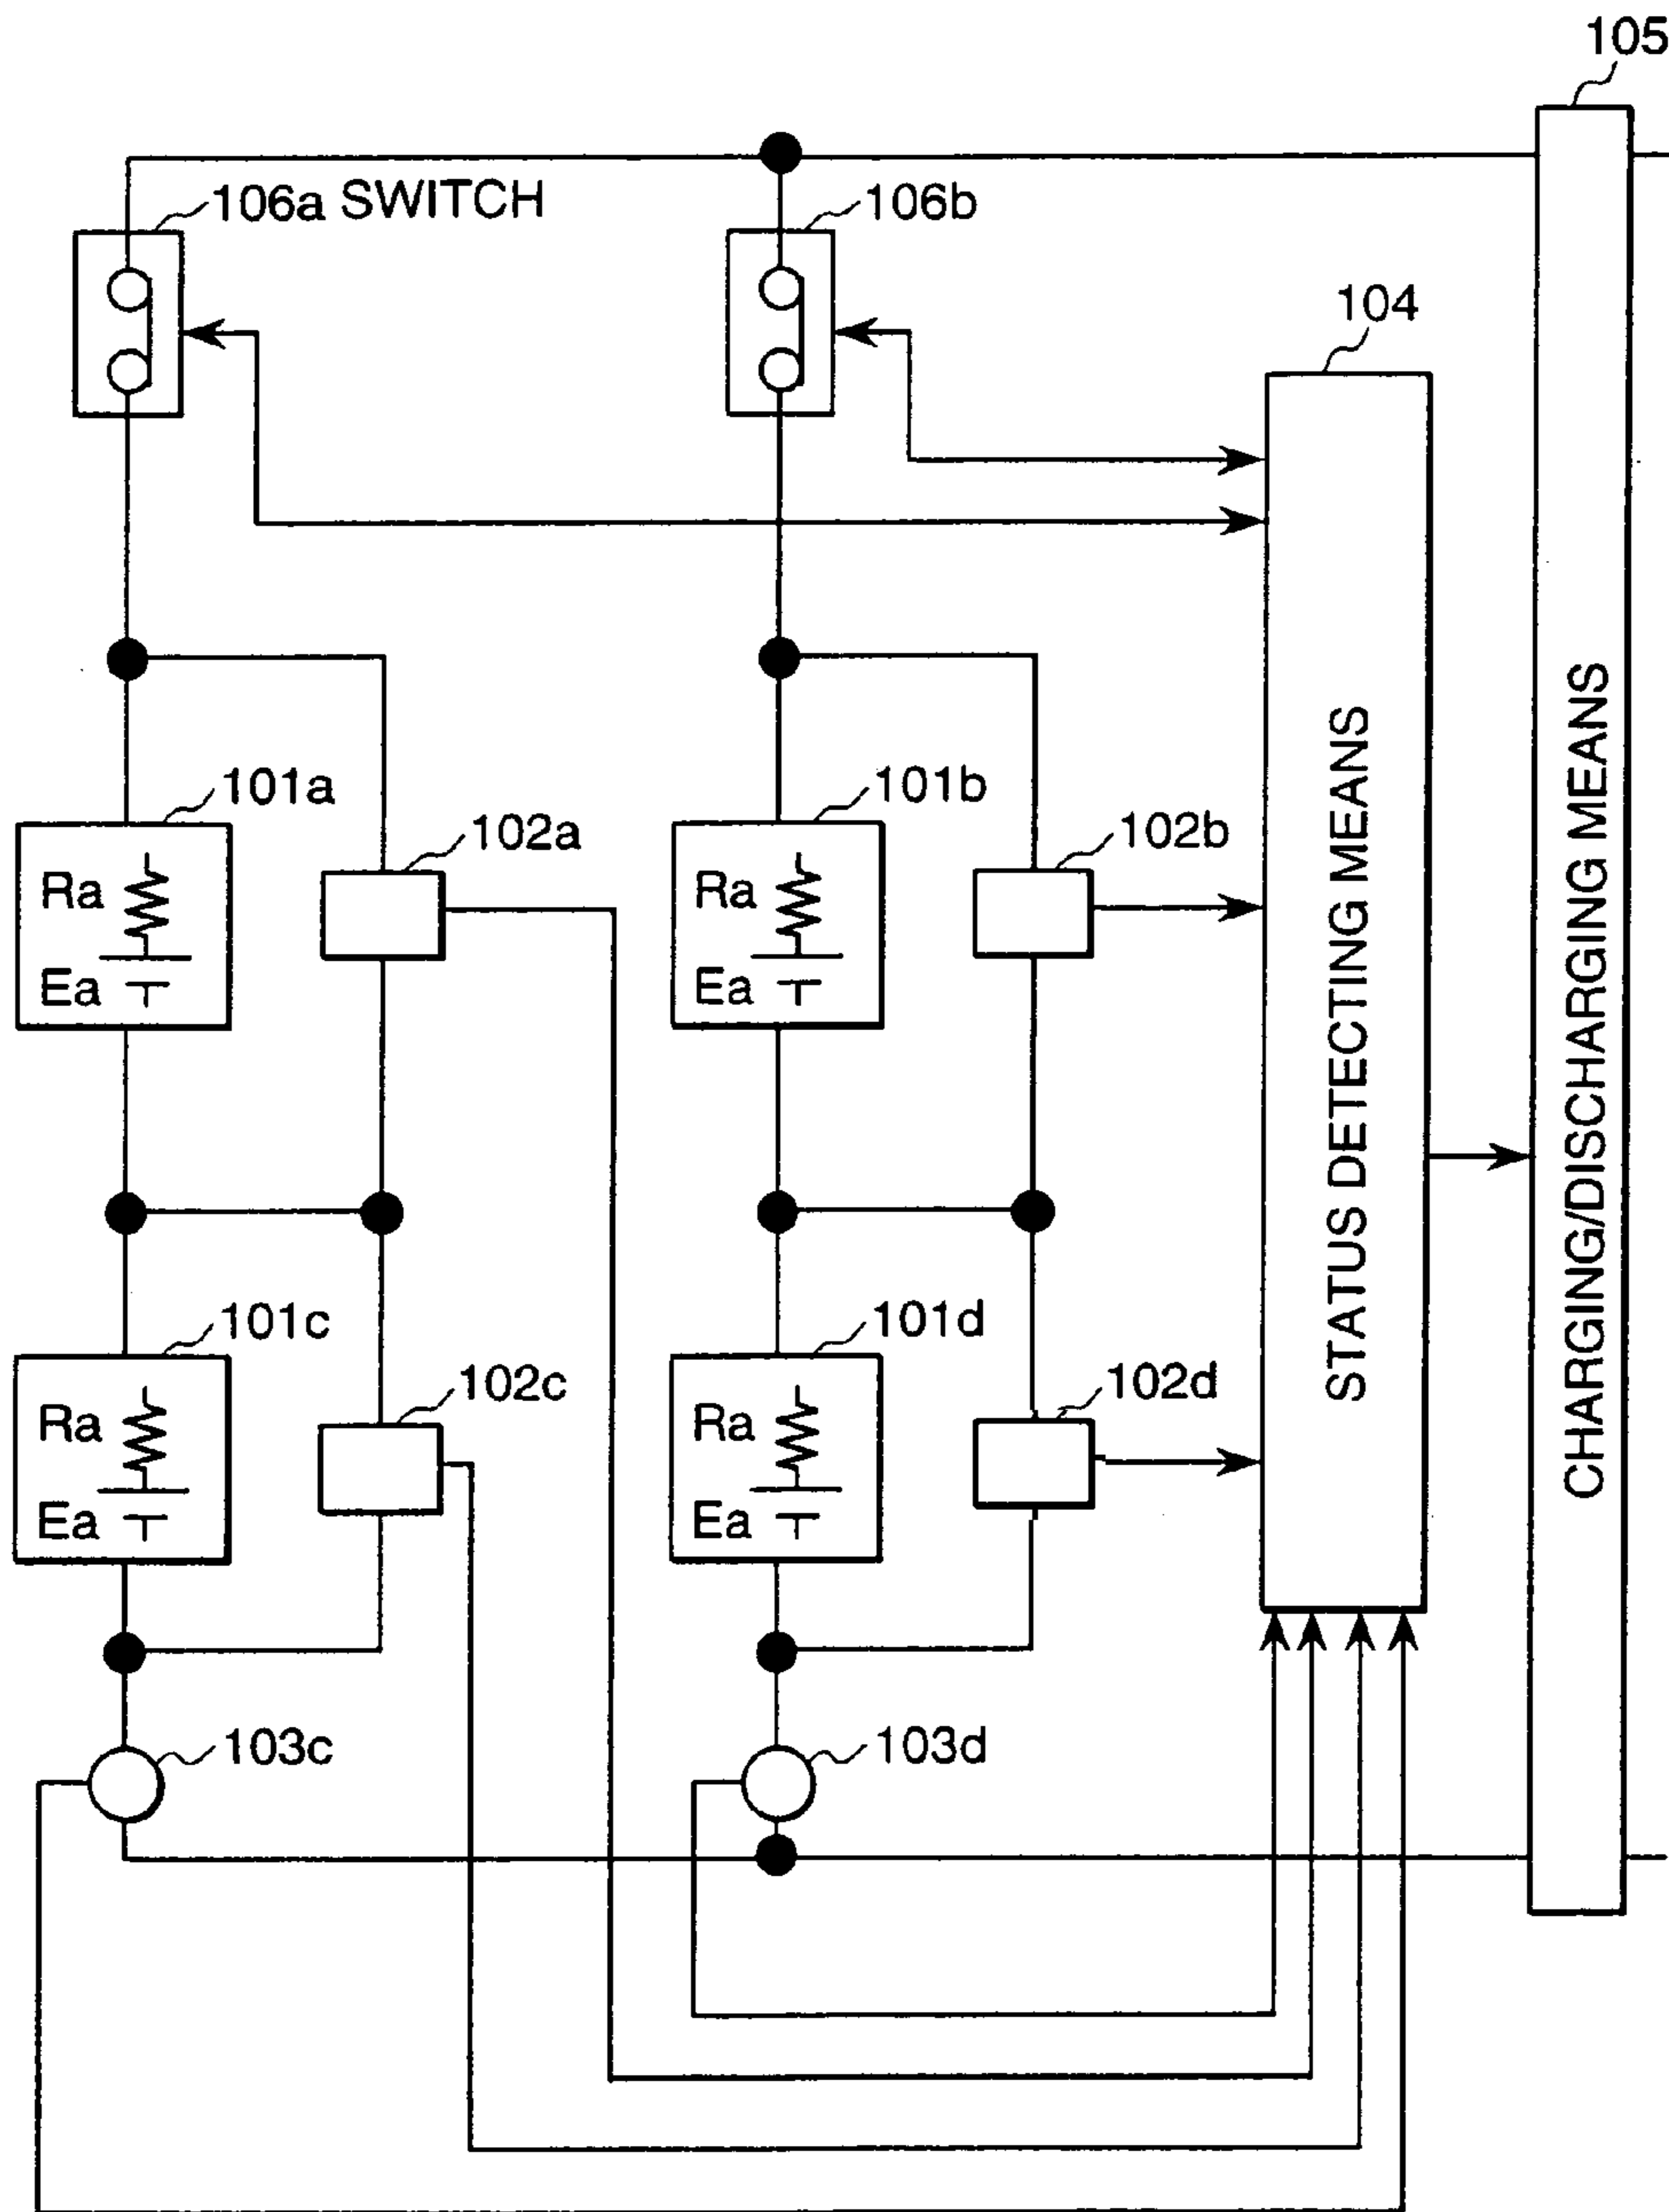 105
106a SWITCH
106b
104
101a
Ra
Ea
102a
101b
Ra
Ea
102b
STATUS DETECTING MEANS
CHARGING/DISCHARGING MEANS
101c
Ra
Ea
102c
101d
Ra
Ea
102d
103c
103d